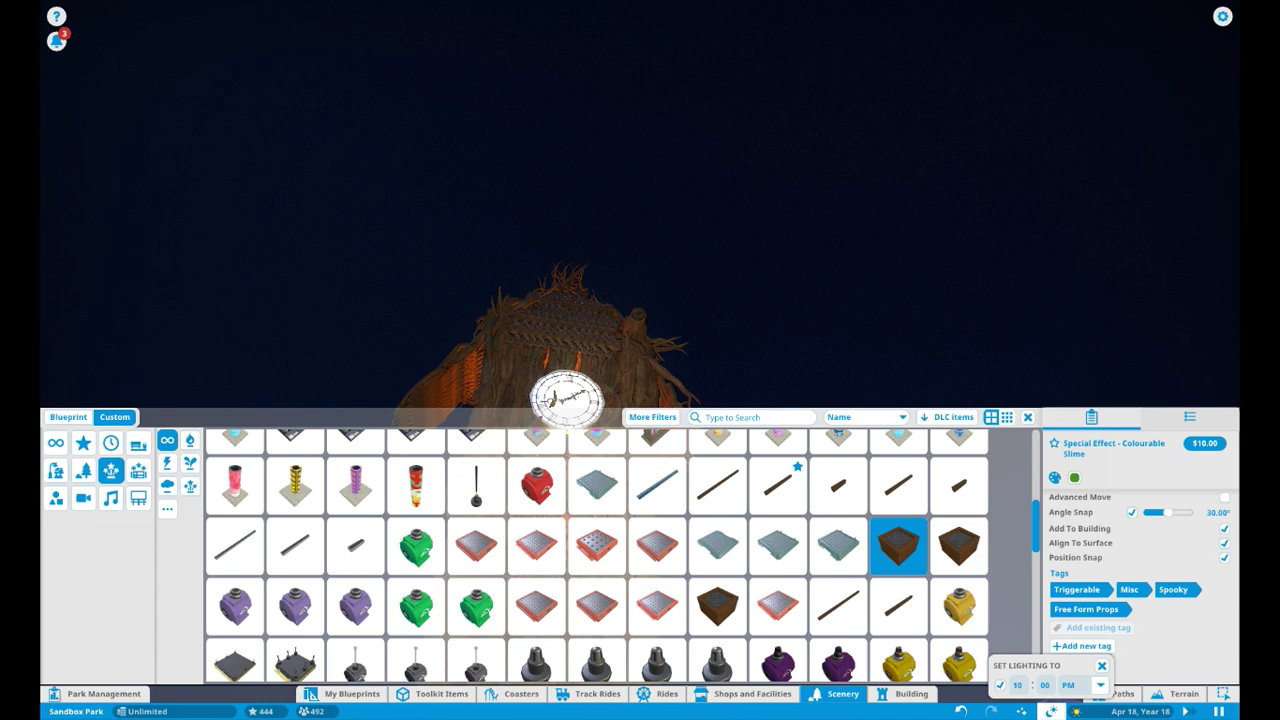 ?
3
Blueprint
Custom
More Filters
Type to Search
Name
DLC items
Special Effect - Colourable
Slime
$10.00
Advanced Move
Angle Snap
30.00°
Add To Building
Align To Surface
Position Snap
Tags
Triggerable
Misc
Spooky
Free Form Props
Add existing tag
+Add new tag
SET LIGHTING TO
10 : 00 PM
Park Management
My Blueprints
Toolkit Items
Coasters
Track Rides
Rides
Shops and Facilities
Scenery
Building
Paths
Terrain
Sandbox Park
Unlimited
444
492
Apr 18, Year 18